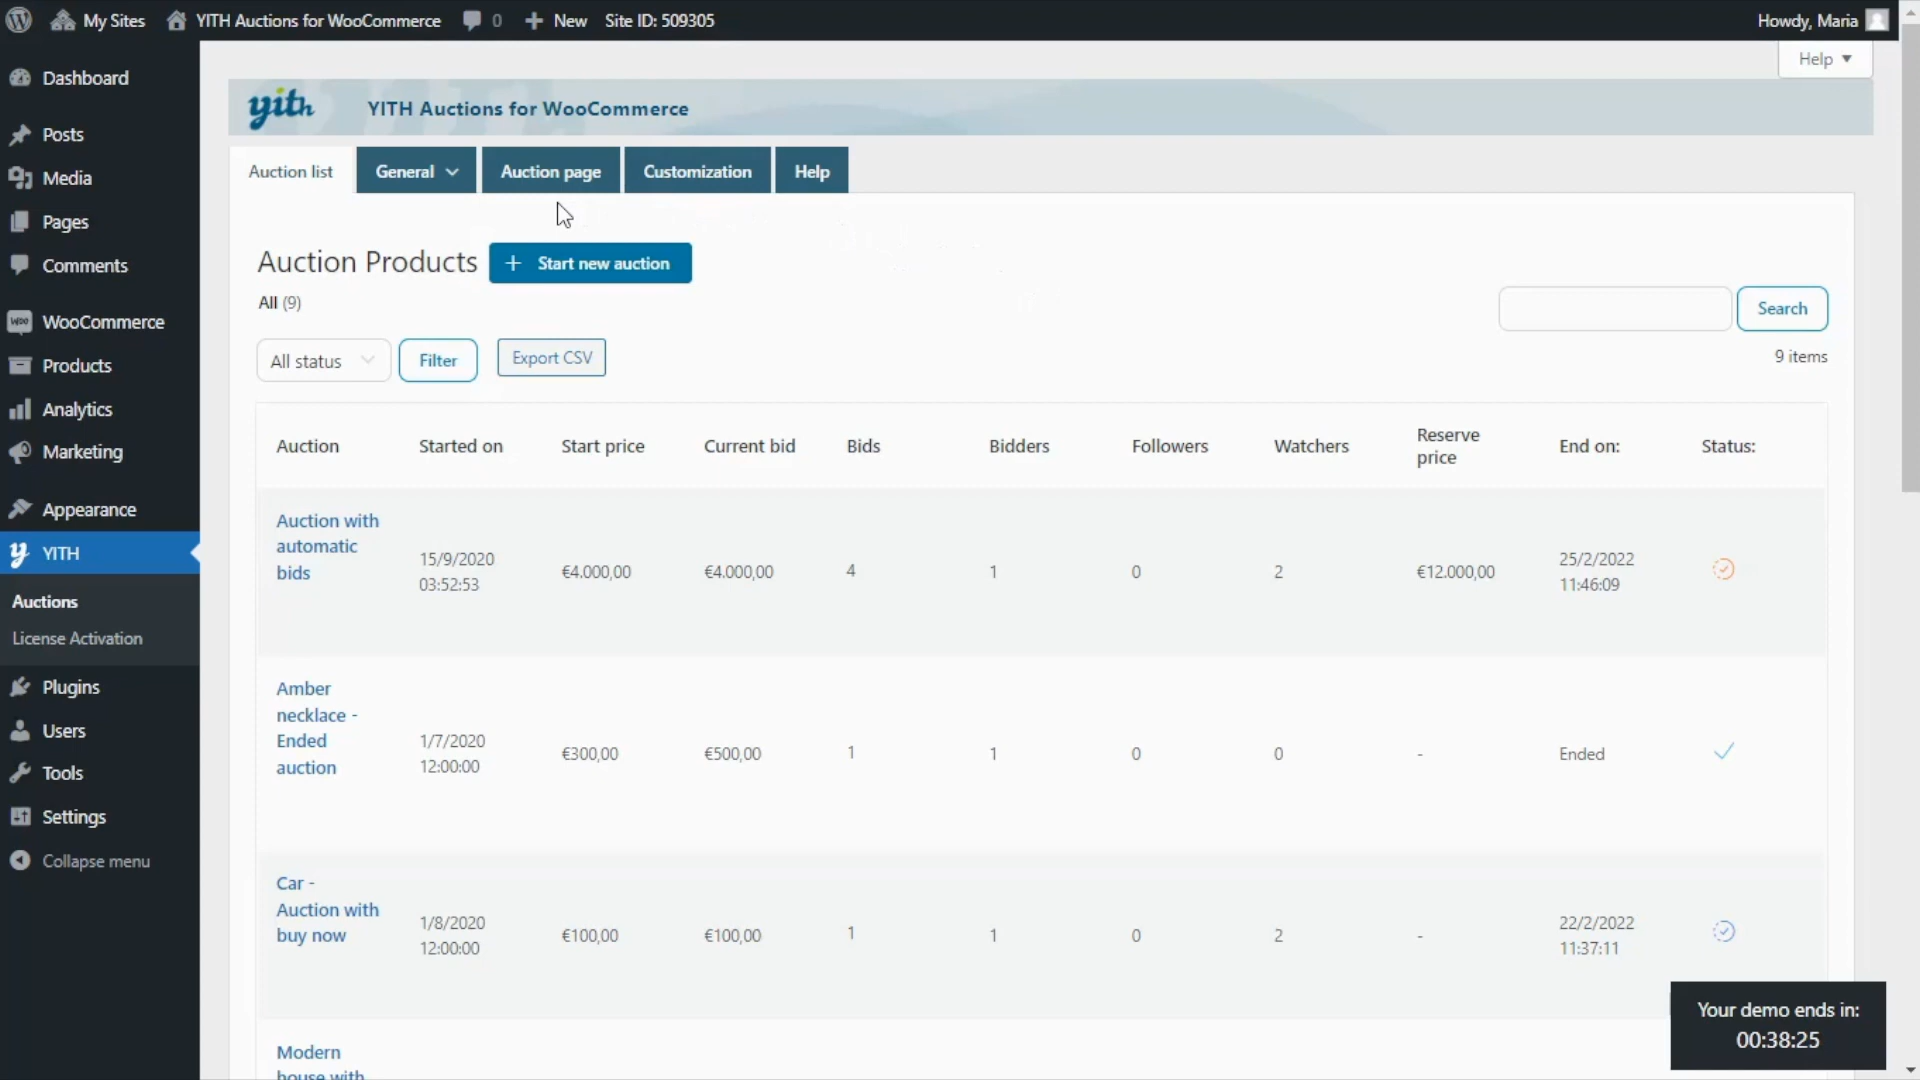 My Sites
YITH Auctions for WooCommerce
0
New
Site ID: 509305
Howdy, Maria
Help
Dashboard
Posts
Media
Pages
Comments
WooCommerce
Products
Analytics
Marketing
Appearance
YITH
Auctions
License Activation
Plugins
Users
Tools
Settings
Collapse menu
yith
YITH Auctions for WooCommerce
Auction list
General
Auction page
Customization
Help
Auction Products
+ Start new auction
All (9)
Search
All status
Filter
Export CSV
9 items
Auction
Started on
Start price
Current bid
Bids
Bidders
Followers
Watchers
Reserve
price
End on:
Status:
Auction with
automatic
bids
15/9/2020
03:52:53
€4.000,00
€4.000,00
4
1
0
2
€12.000,00
25/2/2022
11:46:09
Amber
necklace -
Ended
auction
1/7/2020
12:00:00
€300,00
€500,00
1
1
0
0
-
Ended
Car -
Auction with
buy now
1/8/2020
12:00:00
€100,00
€100,00
1
1
0
2
-
22/2/2022
11:37:11
Modern
house with
Your demo ends in:
00:38:25